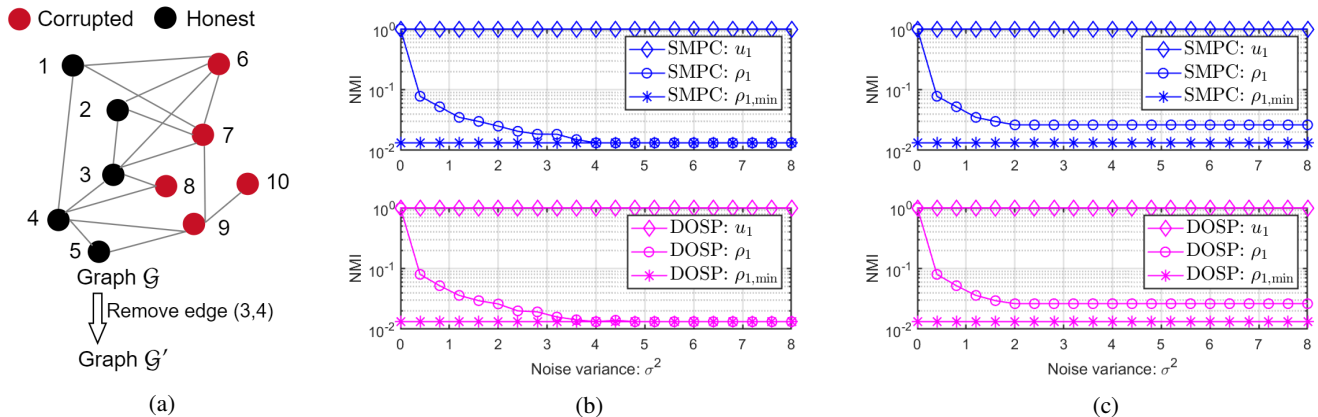 Corrupted
Honest
1
2
3
4
5
6
7
8
9
10
Graph 𝒢
Remove edge (3,4)
Graph 𝒢′
(a)
NMI
10⁰
10⁻¹
10⁻²
0 1 2 3 4 5 6 7 8
SMPC: u₁
SMPC: ρ₁
SMPC: ρ₁,min
NMI
10⁰
10⁻¹
10⁻²
0 1 2 3 4 5 6 7 8
DOSP: u₁
DOSP: ρ₁
DOSP: ρ₁,min
Noise variance: σ²
(b)
NMI
10⁰
10⁻¹
10⁻²
0 1 2 3 4 5 6 7 8
SMPC: u₁
SMPC: ρ₁
SMPC: ρ₁,min
NMI
10⁰
10⁻¹
10⁻²
0 1 2 3 4 5 6 7 8
DOSP: u₁
DOSP: ρ₁
DOSP: ρ₁,min
Noise variance: σ²
(c)